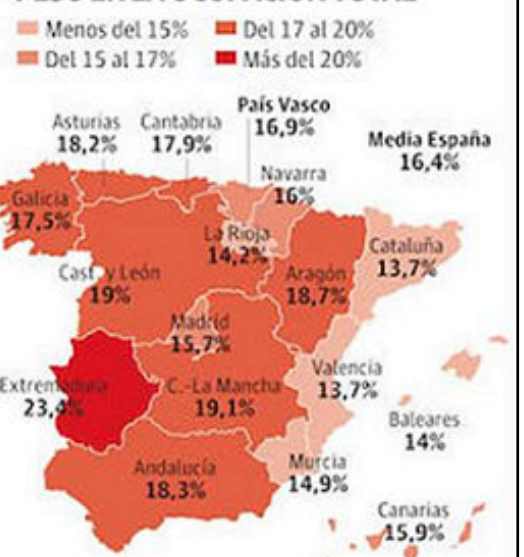 Menos del 15%
Del 17 al 20%
Del 15 al 17%
Más del 20%
País Vasco
16,9%
Asturias
18,2%
Cantabria
17,9%
Media España
16,4%
Navarra
16%
Galicia
17,5%
La Rioja
14,2%
Cataluña
13,7%
Cast. y León
19%
Aragón
18,7%
Madrid
15,7%
Extremadura
23,4%
C.-La Mancha
19,1%
Valencia
13,7%
Baleares
14%
Andalucía
18,3%
Murcia
14,9%
Canarias
15,9%